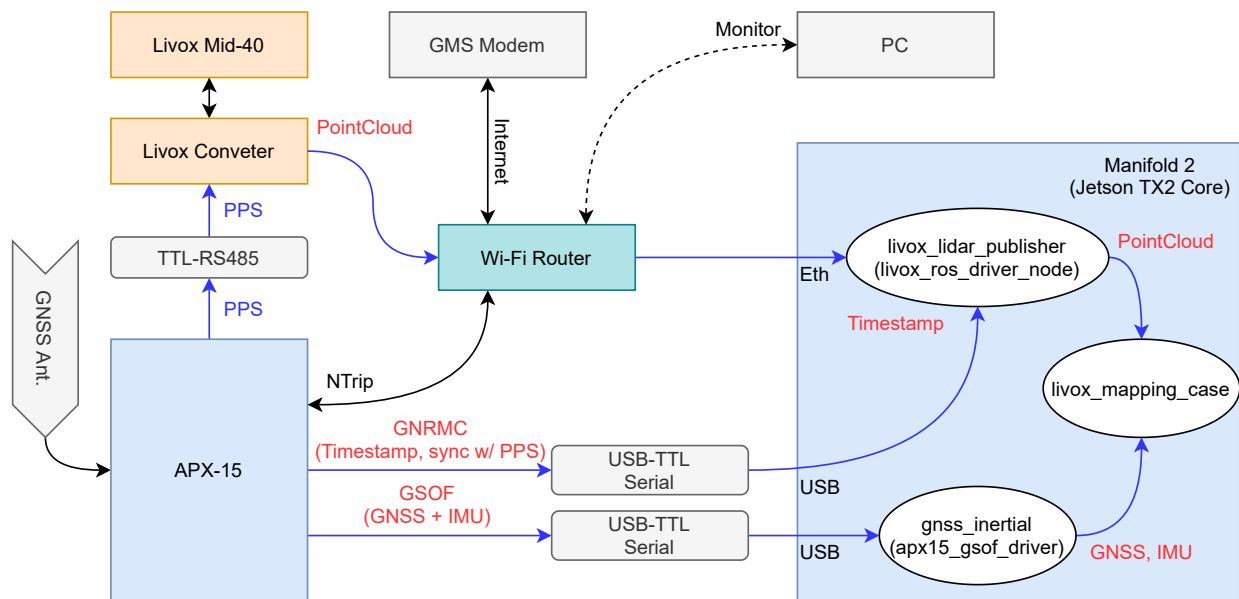 Livox Mid-40
GMS Modem
Monitor
PC
PointCloud
Internet
Livox Conveter
Manifold 2
(Jetson TX2 Core)
PPS
livox_lidar_publisher
(livox_ros_driver_node)
PointCloud
TTL-RS485
Wi-Fi Router
Eth
GNSS Ant.
PPS
Timestamp
NTrip
livox_mapping_case
GNRMC
(Timestamp, sync w/ PPS)
USB-TTL
Serial
APX-15
USB
GSOF
(GNSS + IMU)
USB-TTL
Serial
gnss_inertial
(apx15_gsof_driver)
USB
GNSS, IMU